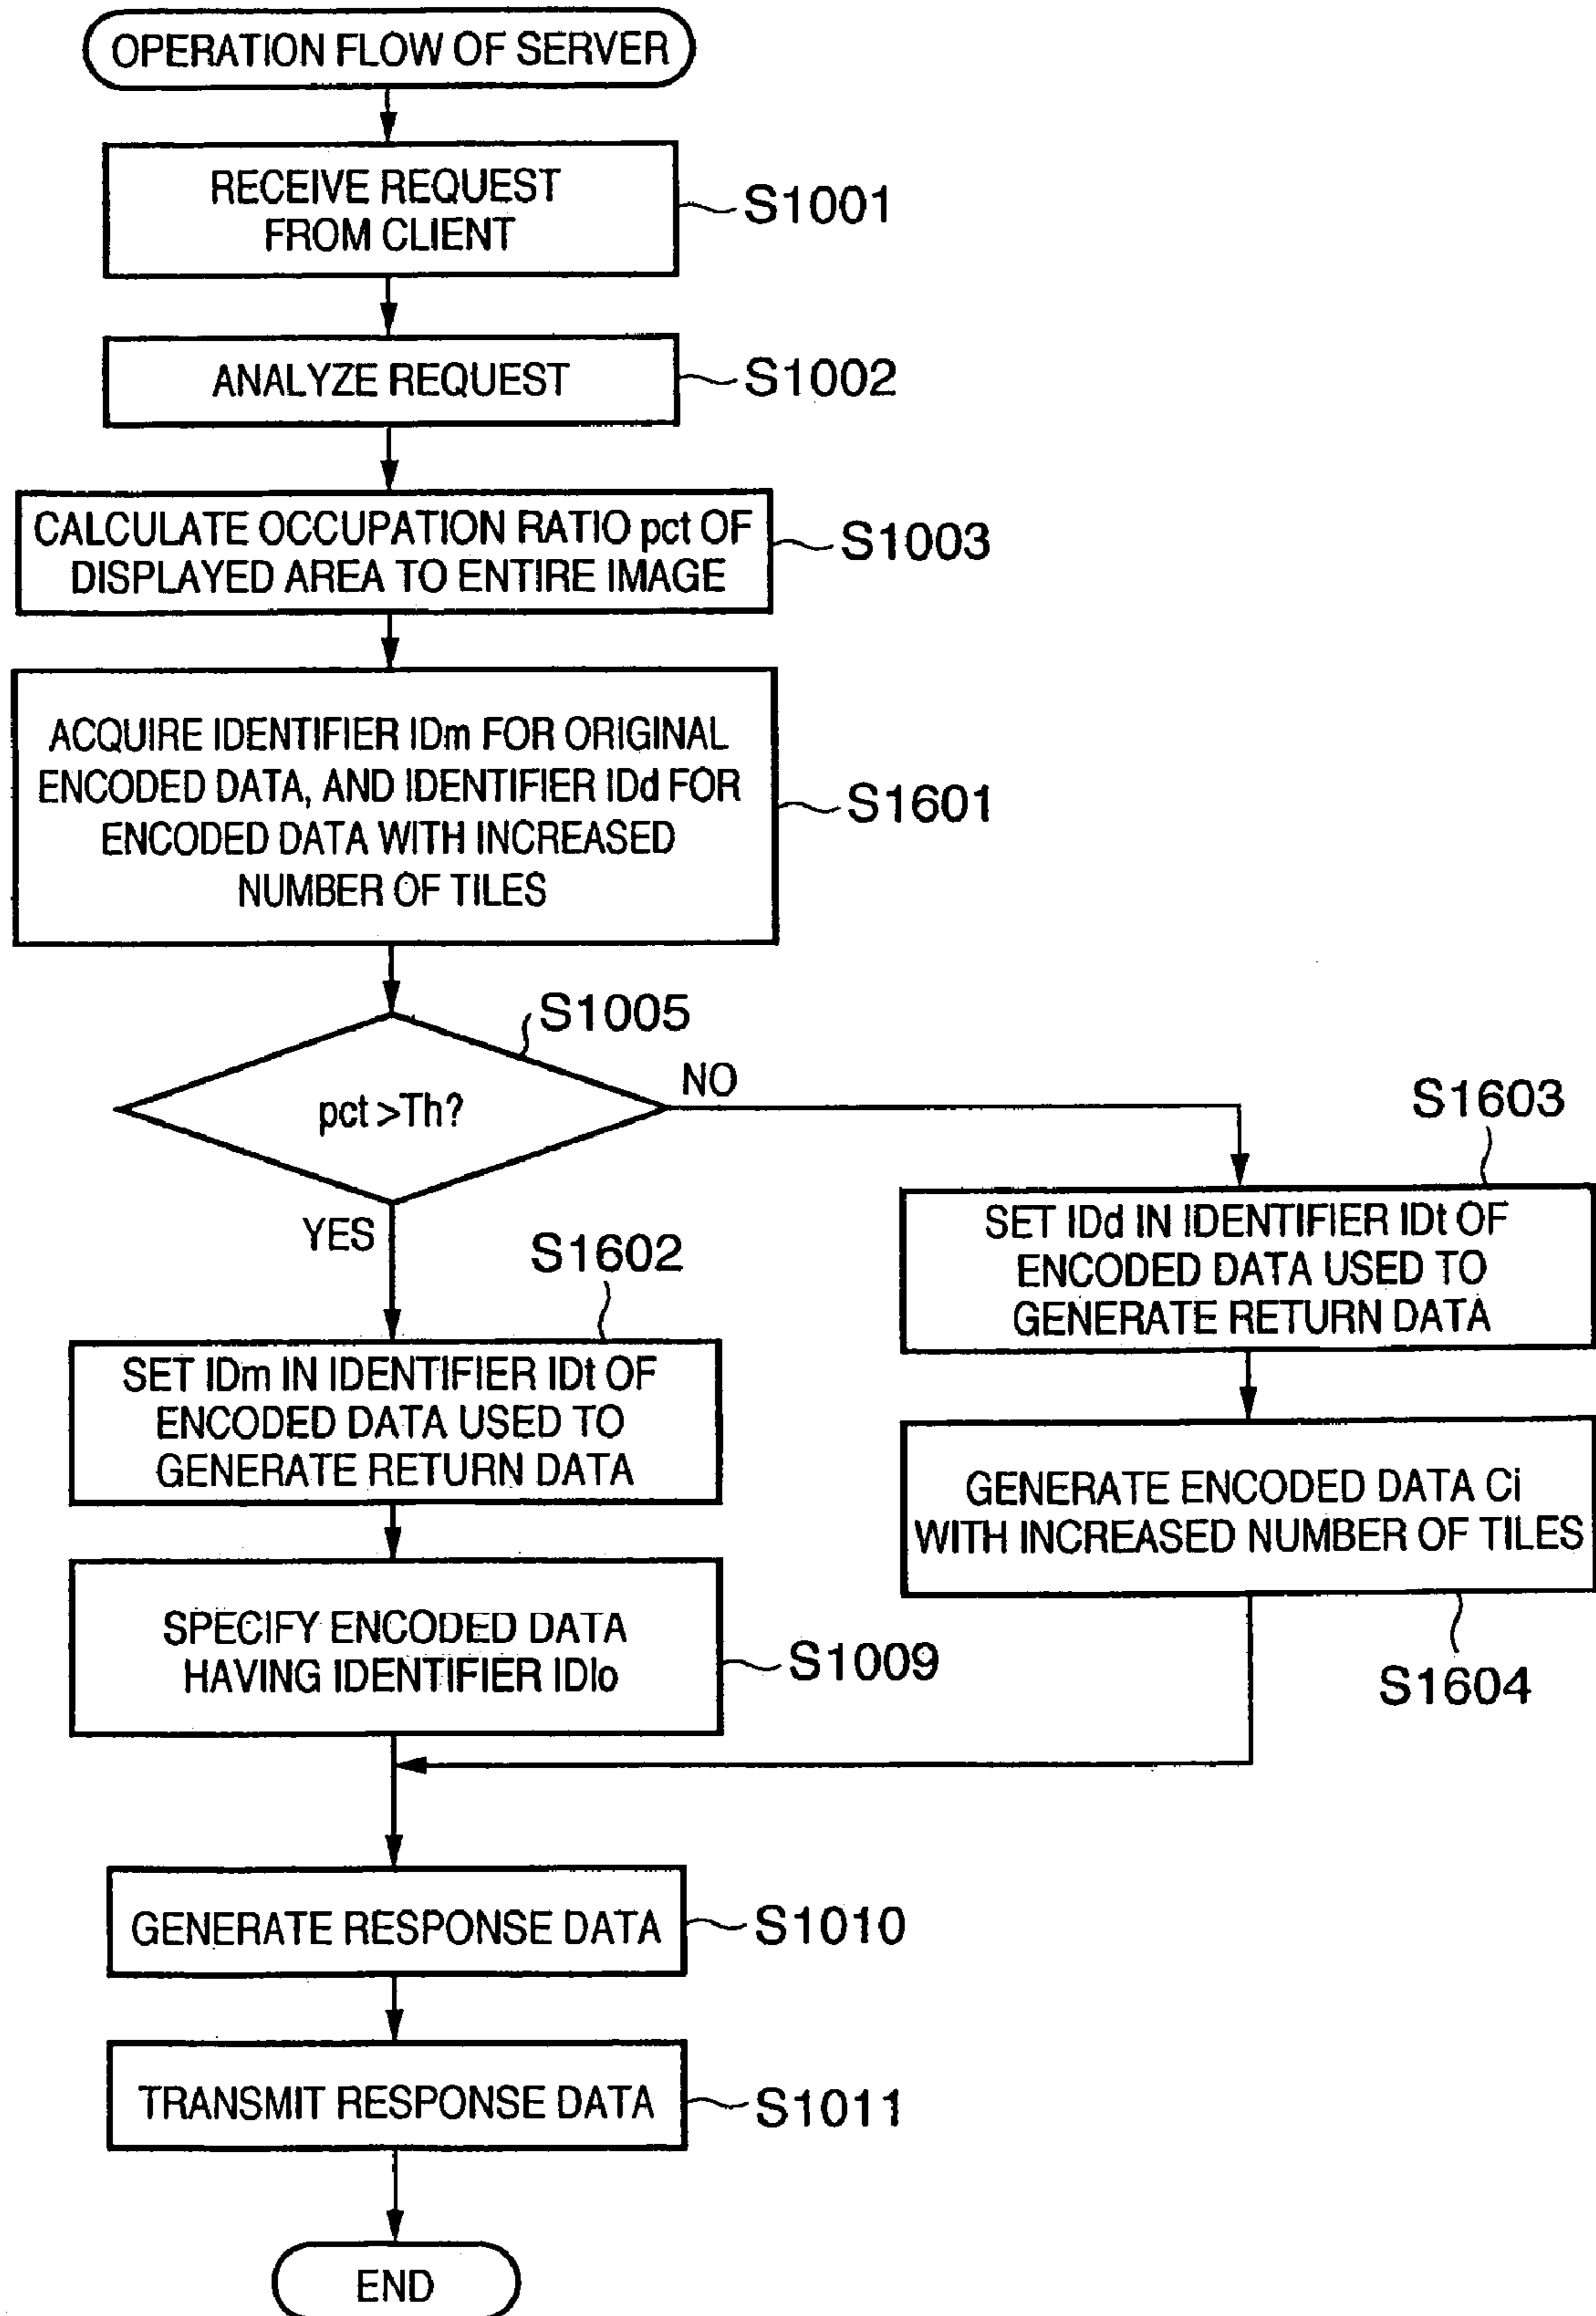 OPERATION FLOW OF SERVER
RECEIVE REQUEST
FROM CLIENT
S1001
ANALYZE REQUEST
S1002
CALCULATE OCCUPATION RATIO pct OF
DISPLAYED AREA TO ENTIRE IMAGE
S1003
ACQUIRE IDENTIFIER IDm FOR ORIGINAL
ENCODED DATA, AND IDENTIFIER IDd FOR
ENCODED DATA WITH INCREASED
NUMBER OF TILES
S1601
S1005
pct >Th?
NO
YES
S1603
SET IDd IN IDENTIFIER IDt OF
ENCODED DATA USED TO
GENERATE RETURN DATA
S1602
SET IDm IN IDENTIFIER IDt OF
ENCODED DATA USED TO
GENERATE RETURN DATA
GENERATE ENCODED DATA Ci
WITH INCREASED NUMBER OF TILES
S1604
SPECIFY ENCODED DATA
HAVING IDENTIFIER IDlo
S1009
GENERATE RESPONSE DATA
S1010
TRANSMIT RESPONSE DATA
S1011
END